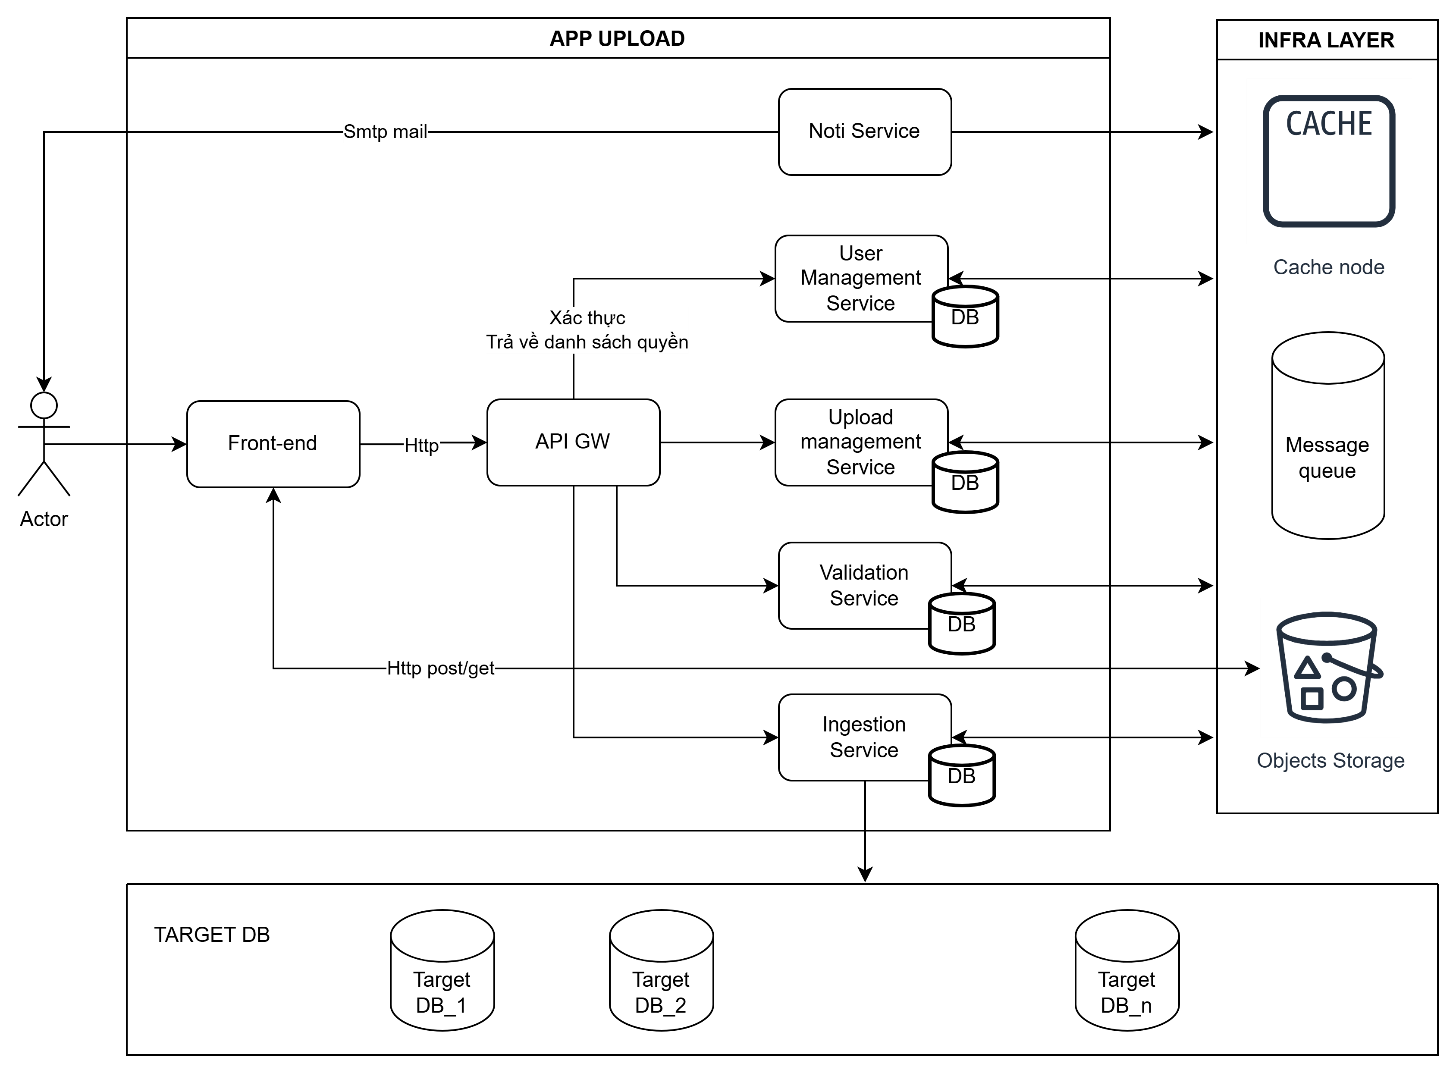 APP UPLOAD
INFRA LAYER
Smtp mail
Noti Service
CACHE
Cache node
User
Management
Service
DB
Xác thực
Trả về danh sách quyền
Actor
Front-end
Http
API GW
Upload
management
Service
DB
Message
queue
Validation
Service
DB
Http post/get
Ingestion
Service
DB
Objects Storage
TARGET DB
Target
DB_1
Target
DB_2
Target
DB_n